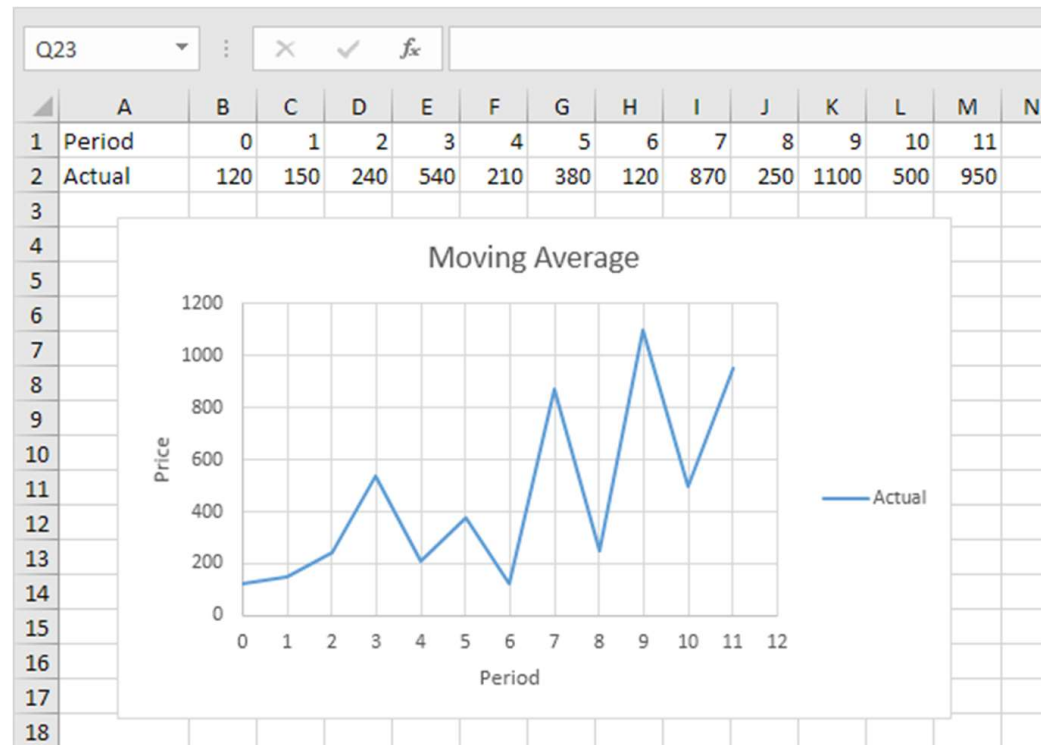 Q23 fx
A B C D E F G H I J K L M N
1 Period 0 1 2 3 4 5 6 7 8 9 10 11
2 Actual 120 150 240 540 210 380 120 870 250 1100 500 950
3
4
5
6
7
8
9
10
11
12
13
14
15
16
17
18
Moving Average
1200
1000
800
600
400
200
0
Price
0 1 2 3 4 5 6 7 8 9 10 11 12
Period
Actual